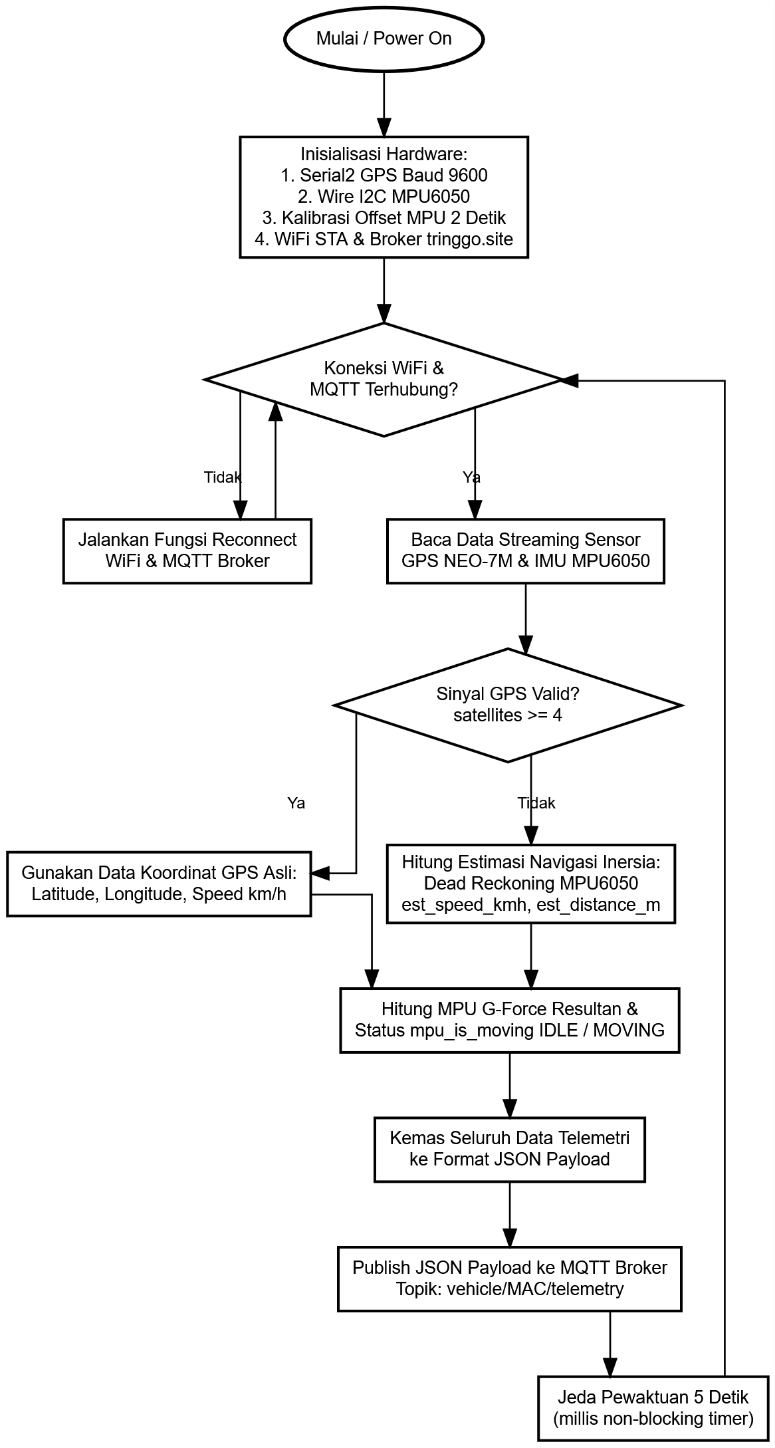 Mulai / Power On
Inisialisasi Hardware:
1. Serial2 GPS Baud 9600
2. Wire I2C MPU6050
3. Kalibrasi Offset MPU 2 Detik
4. WiFi STA & Broker tringgo.site
Koneksi WiFi &
MQTT Terhubung?
Tidak
Ya
Jalankan Fungsi Reconnect
WiFi & MQTT Broker
Baca Data Streaming Sensor
GPS NEO-7M & IMU MPU6050
Sinyal GPS Valid?
satellites >= 4
Ya
Tidak
Gunakan Data Koordinat GPS Asli:
Latitude, Longitude, Speed km/h
Hitung Estimasi Navigasi Inersia:
Dead Reckoning MPU6050
est_speed_kmh, est_distance_m
Hitung MPU G-Force Resultan &
Status mpu_is_moving IDLE / MOVING
Kemas Seluruh Data Telemetri
ke Format JSON Payload
Publish JSON Payload ke MQTT Broker
Topik: vehicle/MAC/telemetry
Jeda Pewaktuan 5 Detik
(millis non-blocking timer)